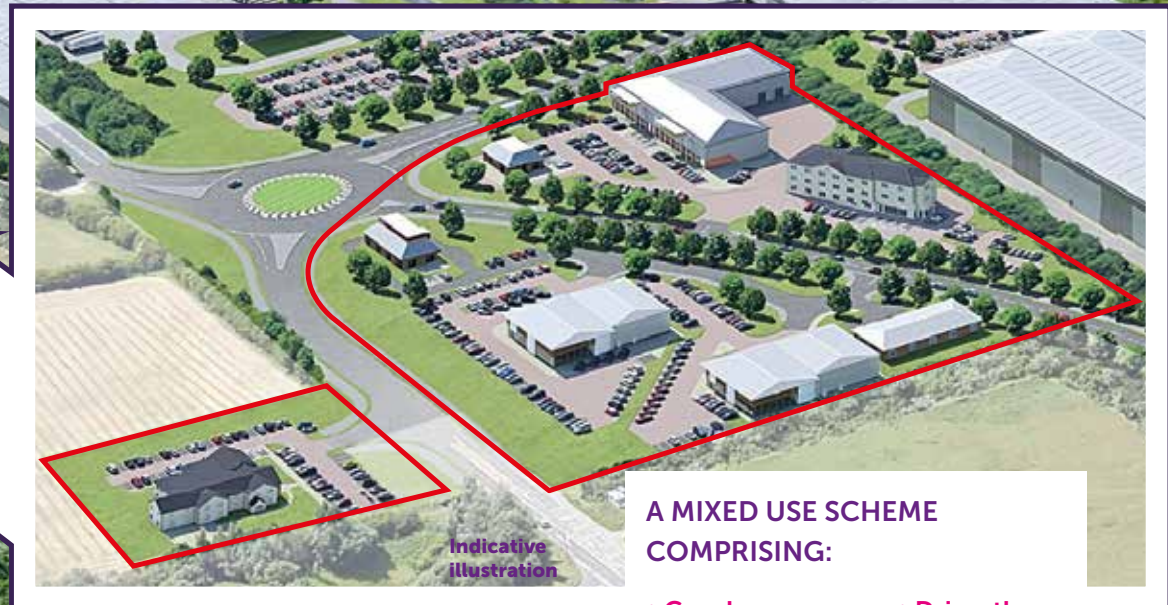 Indicative
illustration
A MIXED USE SCHEME
COMPRISING: